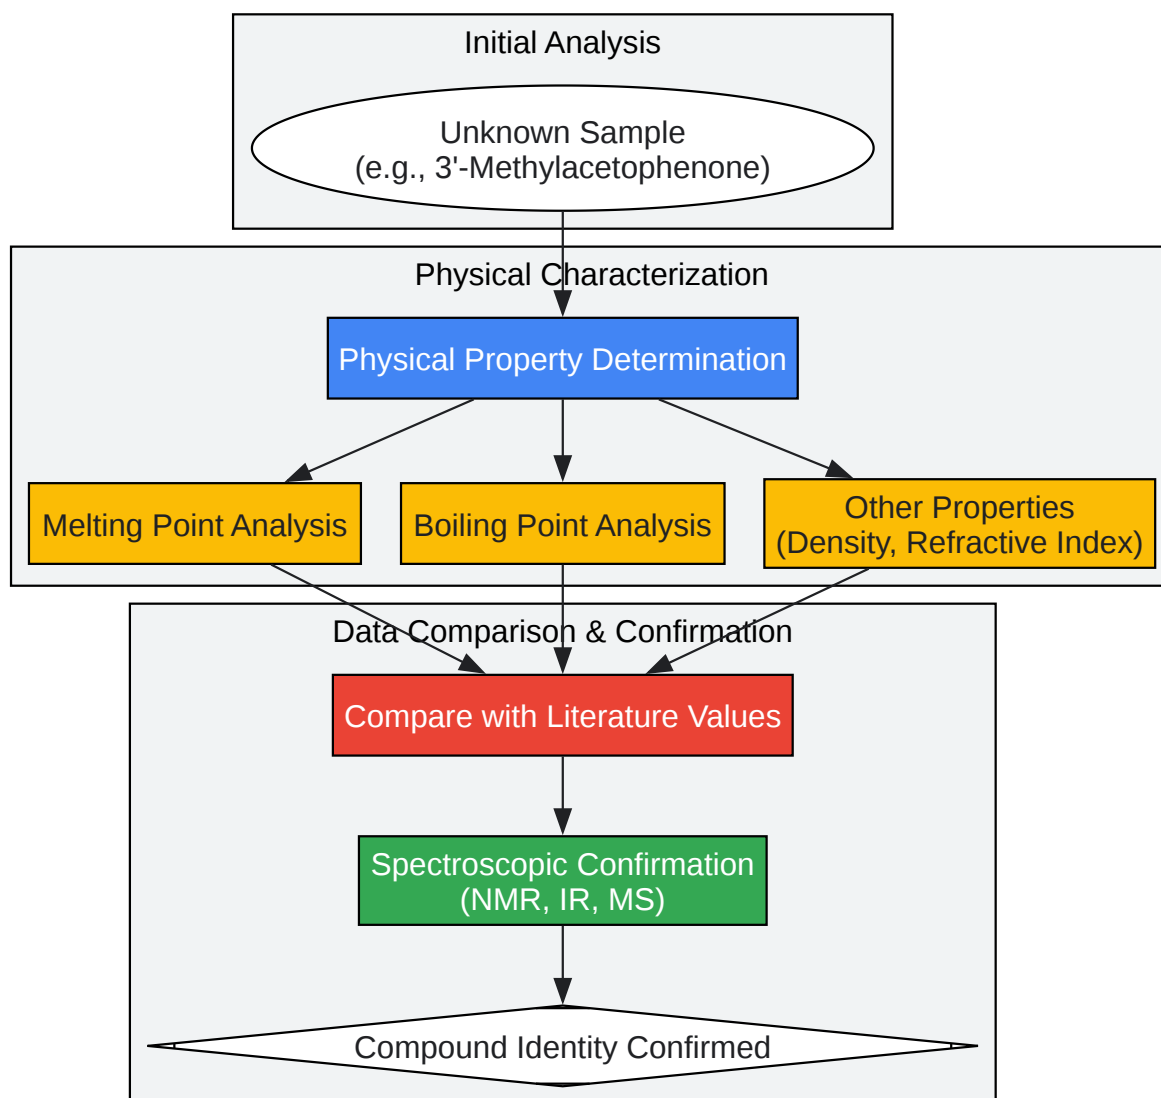 Initial Analysis
Unknown Sample
(e.g., 3'-Methylacetophenone)
Physical Characterization
Physical Property Determination
Melting Point Analysis
Boiling Point Analysis
Other Properties
(Density, Refractive Index)
Data Comparison & Confirmation
Compare with Literature Values
Spectroscopic Confirmation
(NMR, IR, MS)
Compound Identity Confirmed